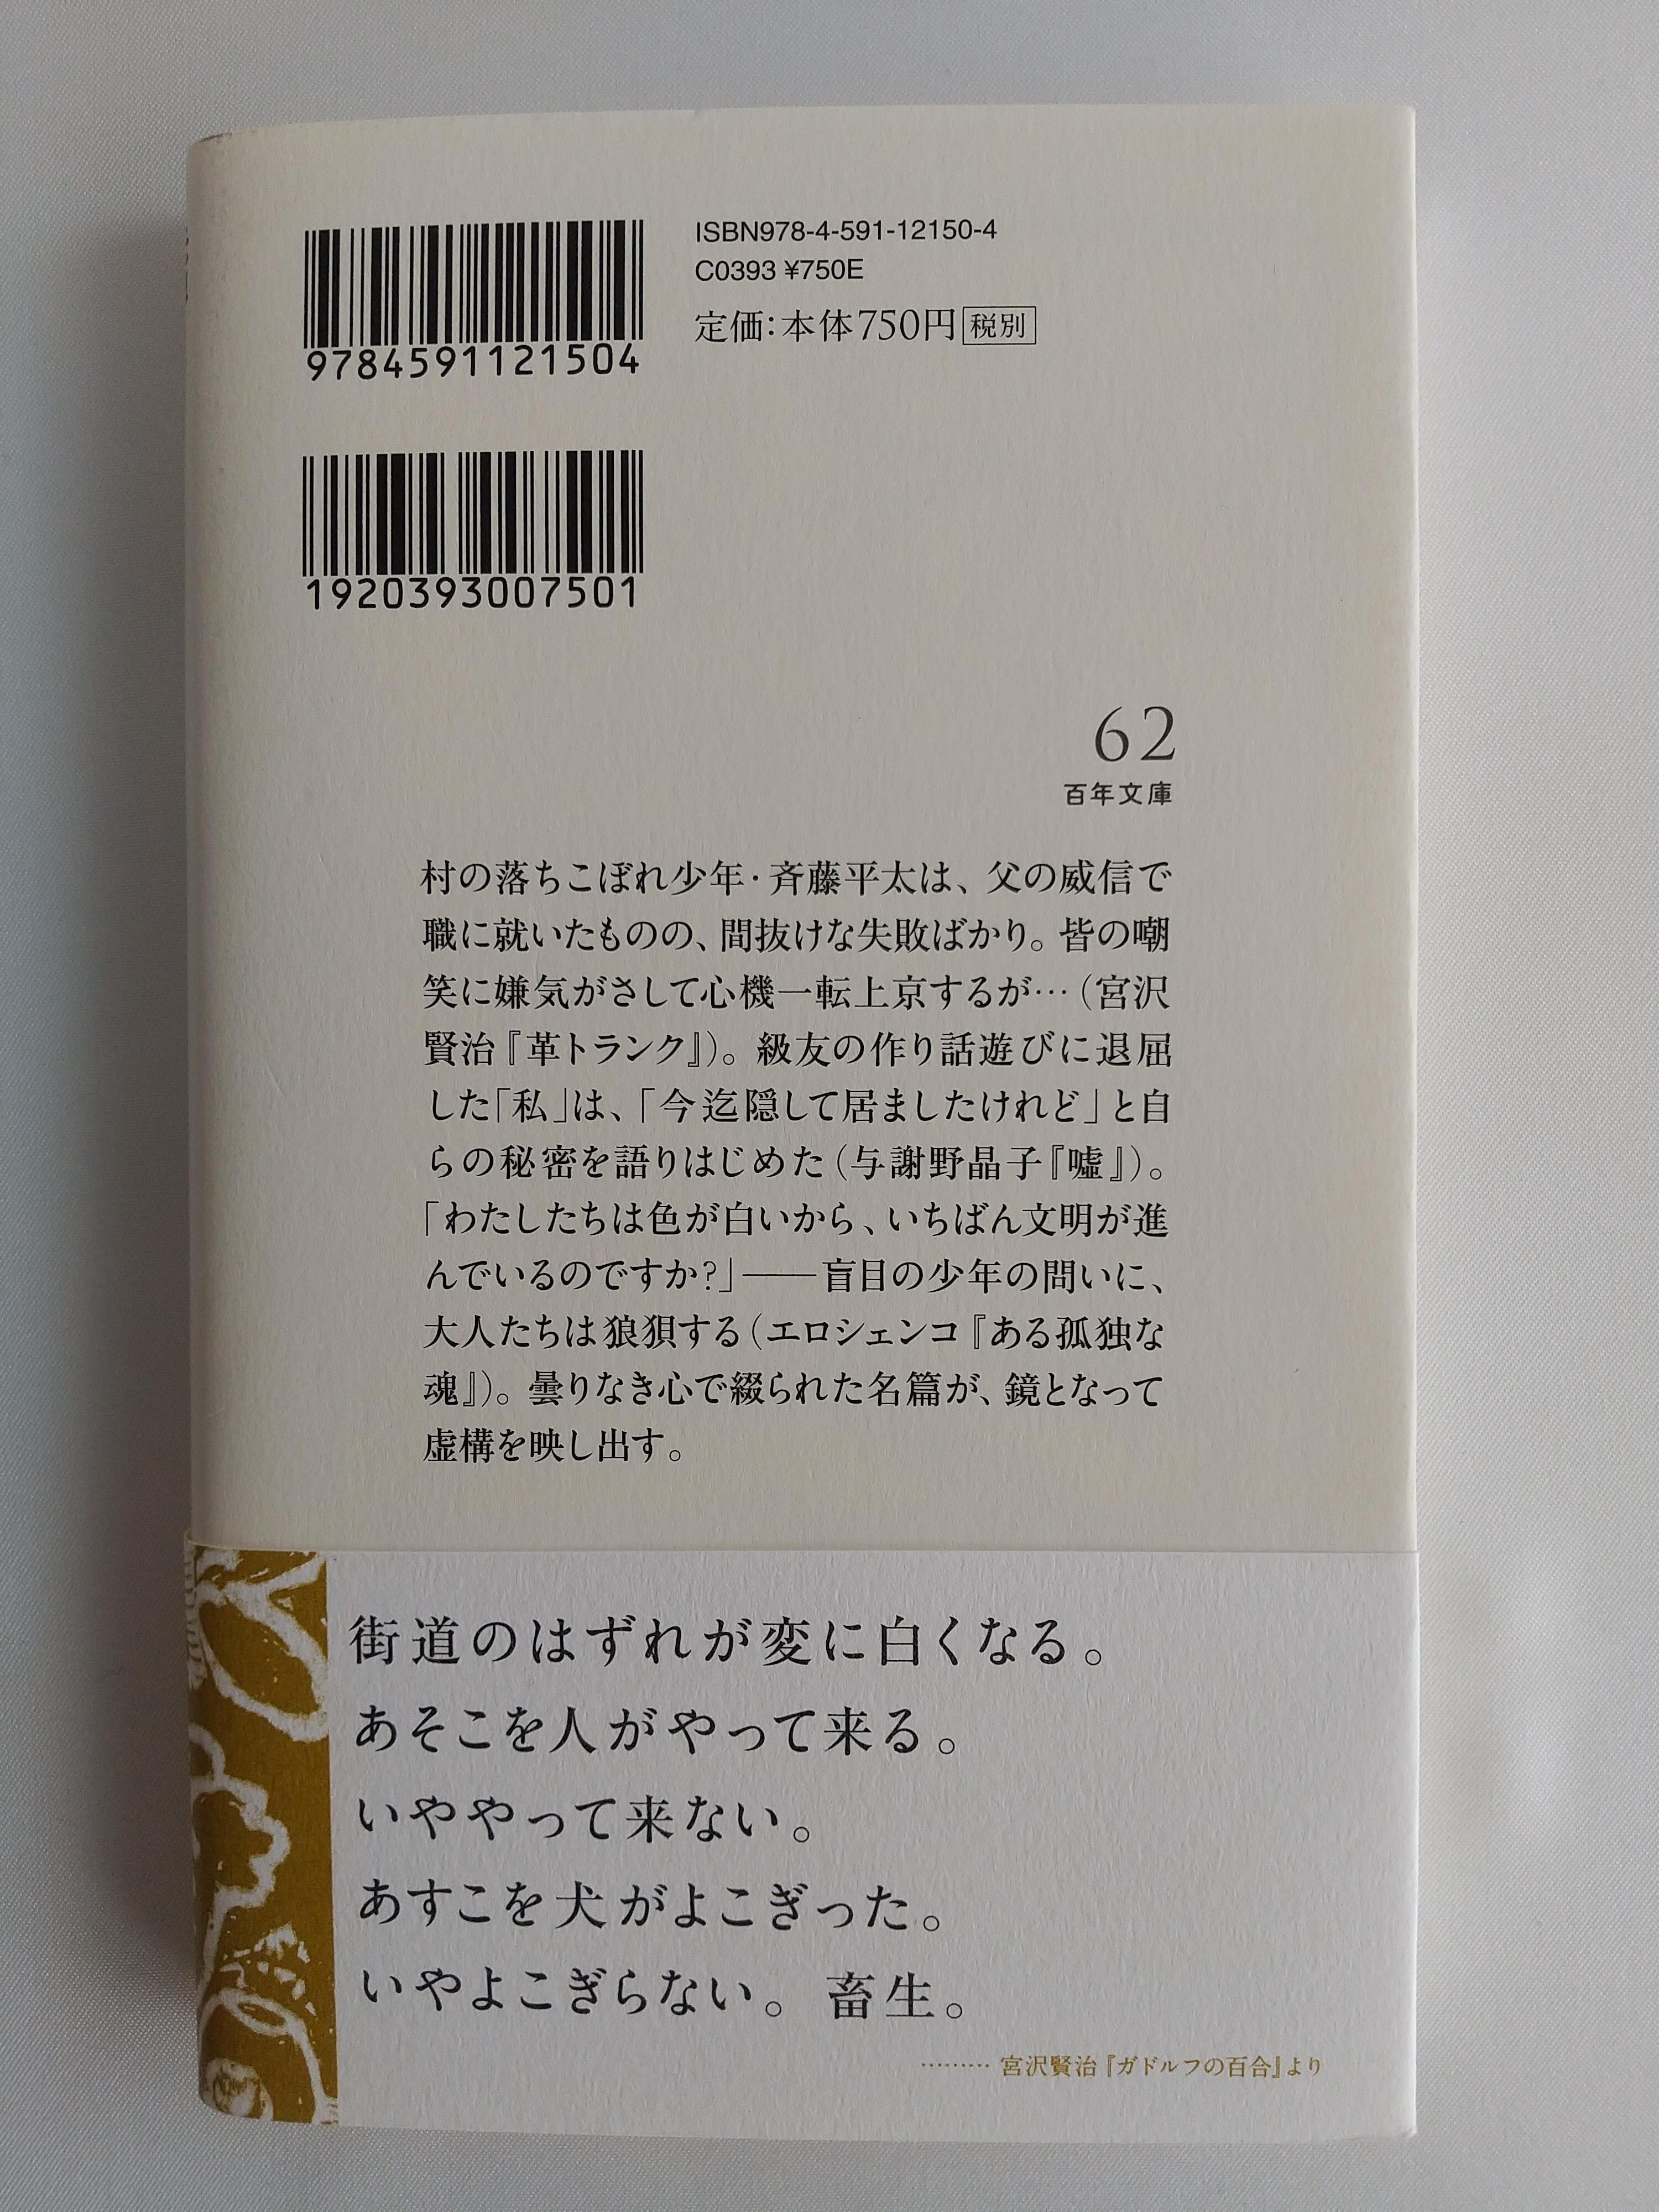 9784591121504
ISBN978-4-591-12150-4
C0393 ¥750E
定価：本体750円 税別
1920393007501
62
百年文庫
村の落ちこぼれ少年・斉藤平太は、父の威信で
職に就いたものの、間抜けな失敗ばかり。皆の嘲
笑に嫌気がさして心機一転上京するが…（宮沢
賢治『革トランク』）。級友の作り話遊びに退屈
した「私」は、「今迄隠して居ましたけれど」と自
らの秘密を語りはじめた（与謝野晶子『嘘』）。
「わたしたちは色が白いから、いちばん文明が進
んでいるのですか?」――盲目の少年の問いに、
大人たちは狼狽する（エロシェンコ『ある孤独な
魂』）。曇りなき心で綴られた名篇が、鏡となって
虚構を映し出す。
街道のはずれが変に白くなる。
あそこを人がやって来る。
いややって来ない。
あすこを犬がよこぎった。
いやよこぎらない。畜生。
………宮沢賢治『ガドルフの百合』より